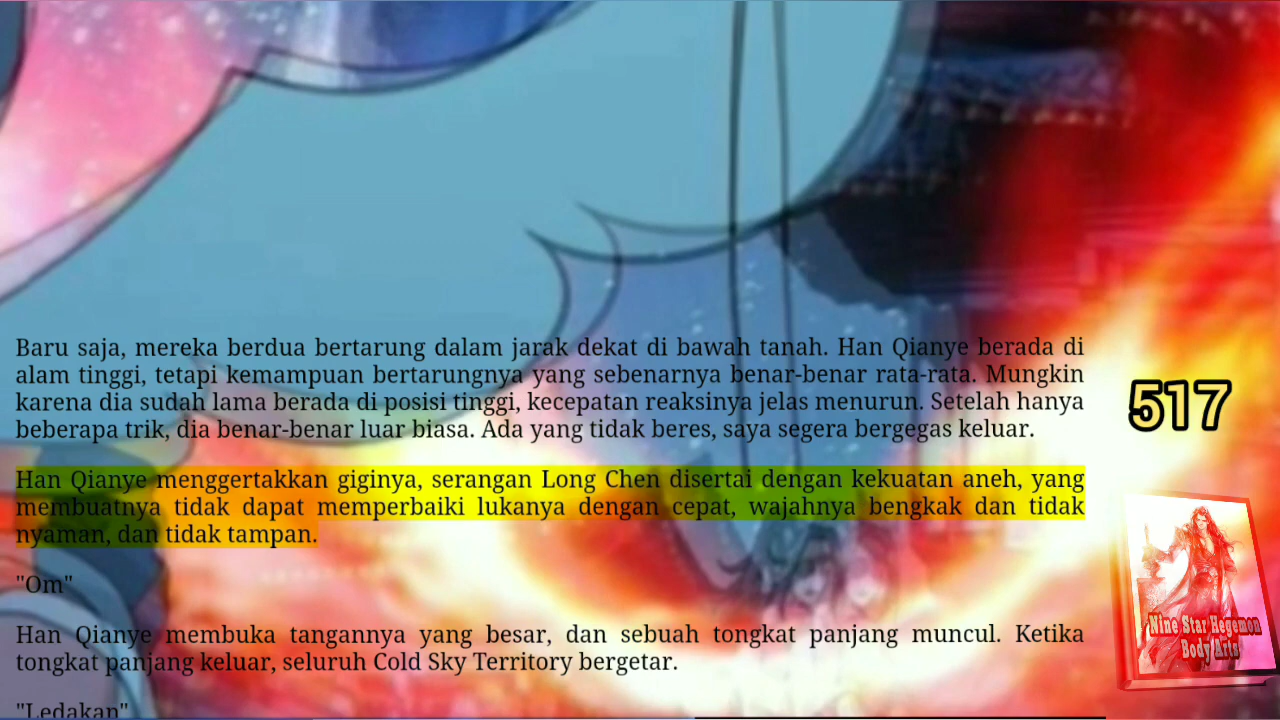 Baru saja, mereka berdua bertarung dalam jarak dekat di bawah tanah. Han Qianye berada di
alam tinggi, tetapi kemampuan bertarungnya yang sebenarnya benar-benar rata-rata. Mungkin
karena dia sudah lama berada di posisi tinggi, kecepatan reaksinya jelas menurun. Setelah hanya
beberapa trik, dia benar-benar luar biasa. Ada yang tidak beres, saya segera bergegas keluar.
517
Han Qianye menggertakkan giginya, serangan Long Chen disertai dengan kekuatan aneh, yang
membuatnya tidak dapat memperbaiki lukanya dengan cepat, wajahnya bengkak dan tidak
nyaman, dan tidak tampan.
"Om"
Han Qianye membuka tangannya yang besar, dan sebuah tongkat panjang muncul. Ketika
tongkat panjang keluar, seluruh Cold Sky Territory bergetar.
"Ledakan"
Nine Star Hegemon
Body Arts